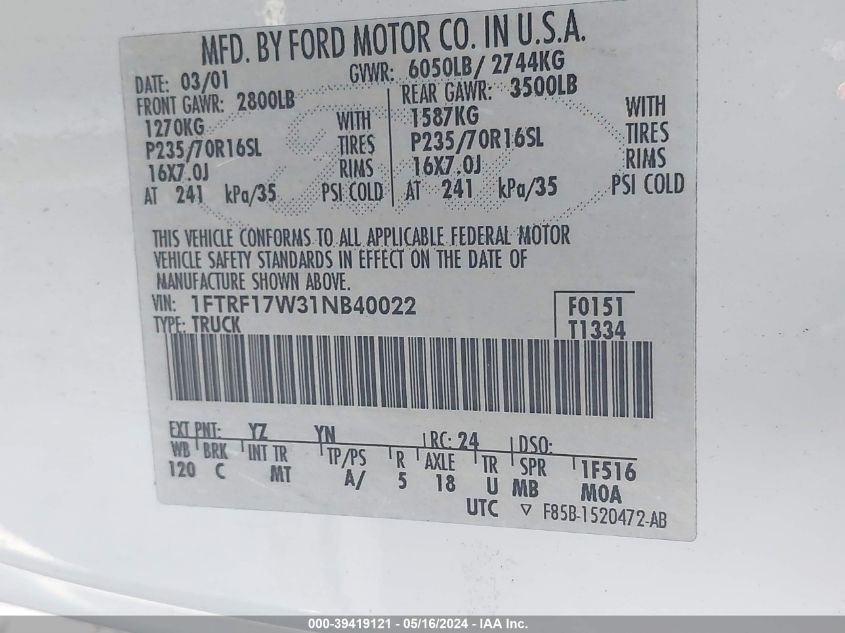 MFD. BY FORD MOTOR CO. IN U.S.A.
DATE: 03/01 GVWR: 6050LB/ 2744KG
FRONT GAWR: 2800LB REAR GAWR: 3500LB
1270KG WITH 1587KG WITH
P235/70R16SL TIRES P235/70R16SL TIRES
16X7.0J RIMS 16X7.0J RIMS
AT 241 kPa/35 PSI COLD AT 241 kPa/35 PSI COLD
THIS VEHICLE CONFORMS TO ALL APPLICABLE FEDERAL MOTOR
VEHICLE SAFETY STANDARDS IN EFFECT ON THE DATE OF
MANUFACTURE SHOWN ABOVE.
VIN: 1FTRF17W31NB40022 F0151
TYPE: TRUCK T1334
EXT PNT: YZ YN RC: 24 DSO:
WB BRK INT TR TP/PS R AXLE TR SPR 1F516
120 C MT A/ 5 18 U MB MOA
UTC ▽ F85B-1520472-AB
000-39419121 - 05/16/2024 - IAA Inc.